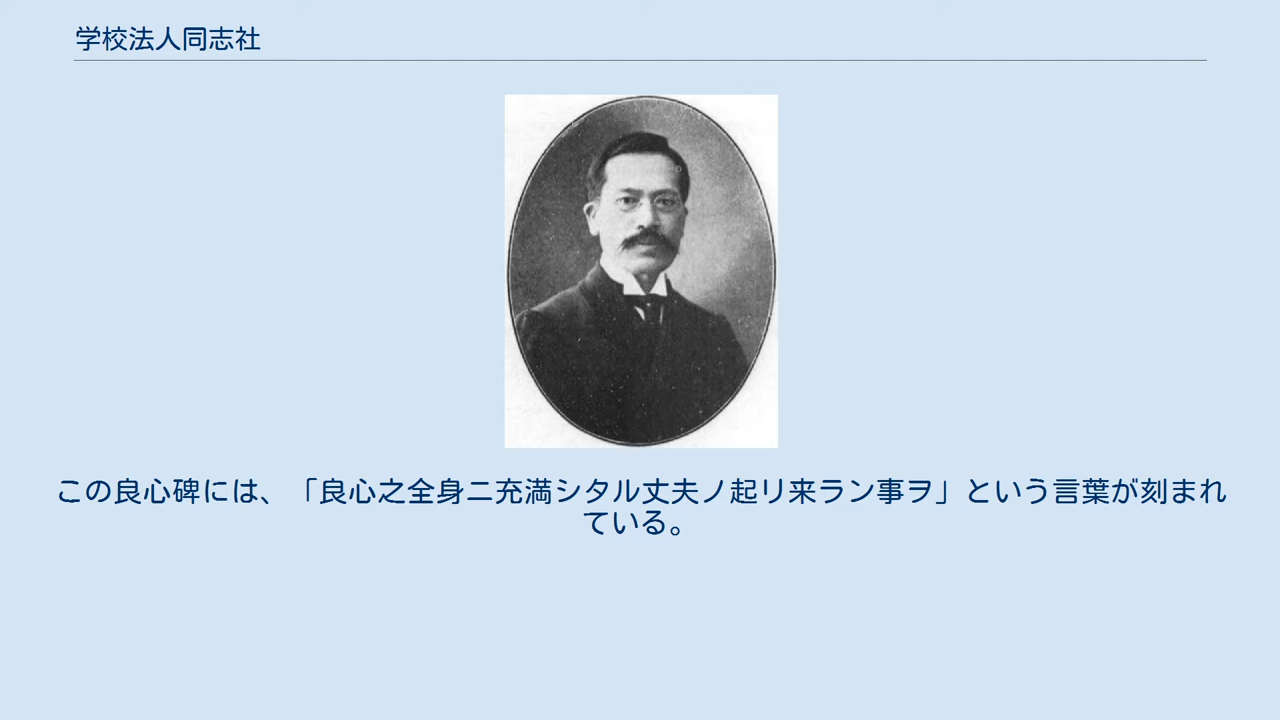 学校法人同志社
この良心碑には、「良心之全身ニ充満シタル丈夫ノ起リ来ラン事ヲ」という言葉が刻まれ
ている。